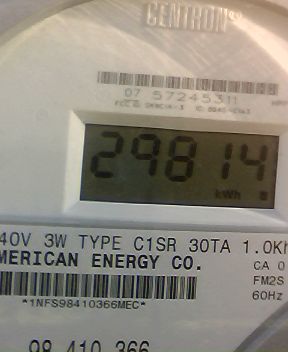 CENTRON®
07 57245311
29814
kWh
40V 3W TYPE C1SR 30TA 1.0Kh
MERICAN ENERGY CO.
CA 0
FM2S
60Hz
*1NFS98410366MEC*
98 410 366